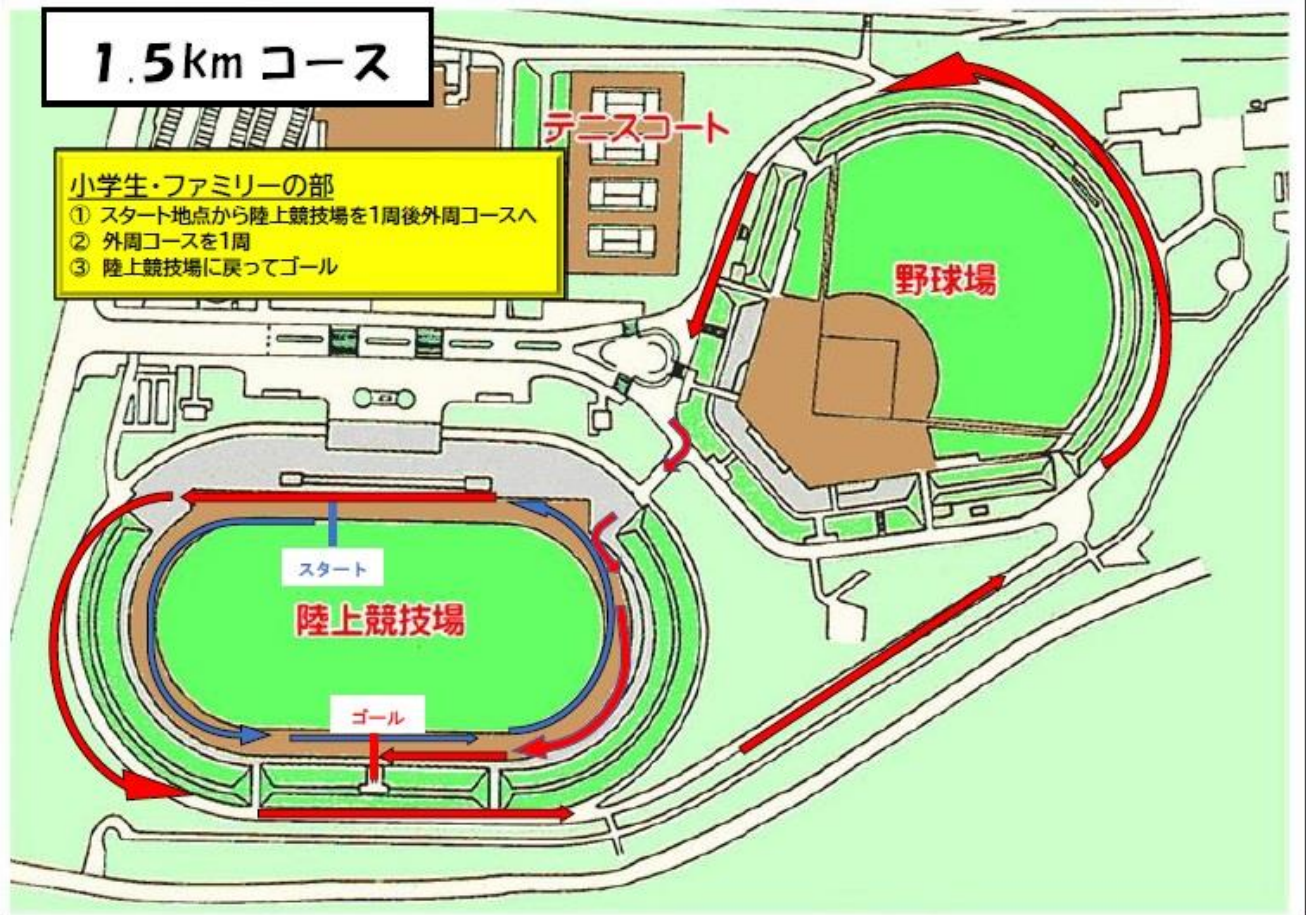 1.5km コース
テニスコート
小学生・ファミリーの部
① スタート地点から陸上競技場を1周後外周コースへ
② 外周コースを1周
③ 陸上競技場に戻ってゴール
野球場
スタート
陸上競技場
ゴール